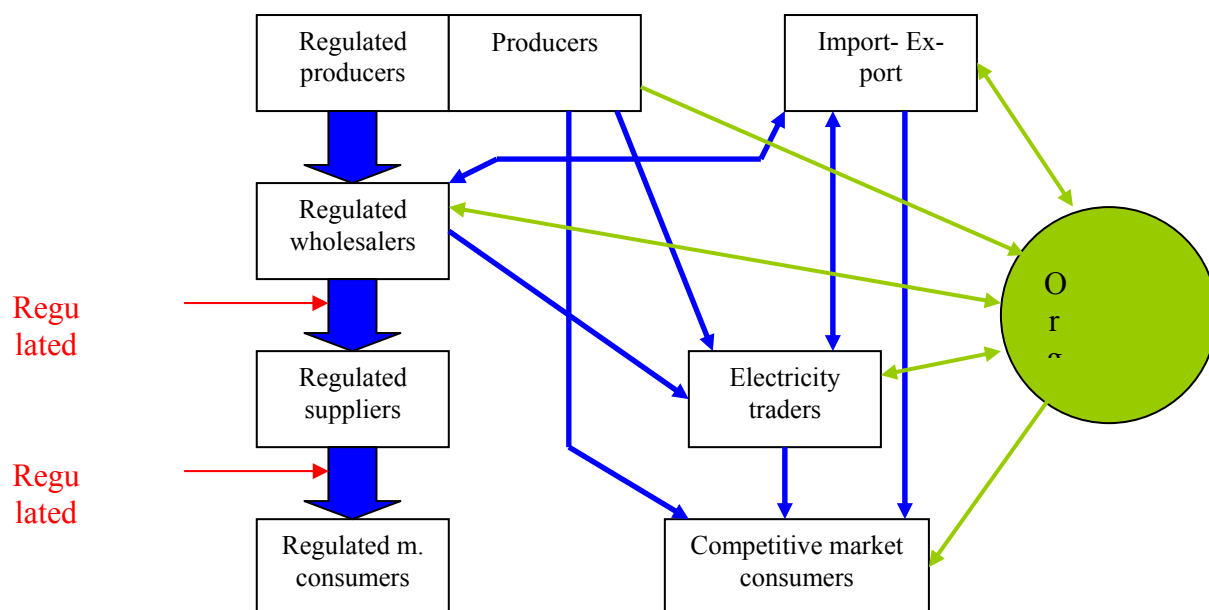 Regulated
producers
Producers
Import- Ex-
port
Regulated
wholesalers
O
r
Regu
lated
Regulated
suppliers
Electricity
traders
Regu
lated
Regulated m.
consumers
Competitive market
consumers